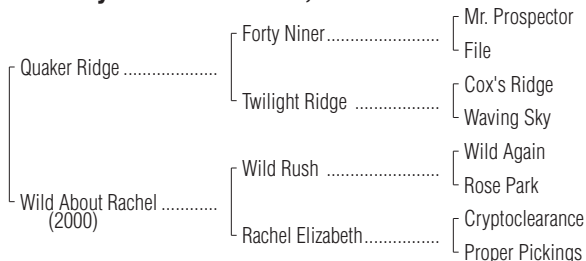 Mr. Prospector
Forty Niner.....................
File
Quaker Ridge ...................
Cox's Ridge
Twilight Ridge .................
Waving Sky
Wild Again
Wild Rush .......................
Rose Park
Wild About Rachel ............
(2000)
Cryptoclearance
Rachel Elizabeth..............
Proper Pickings